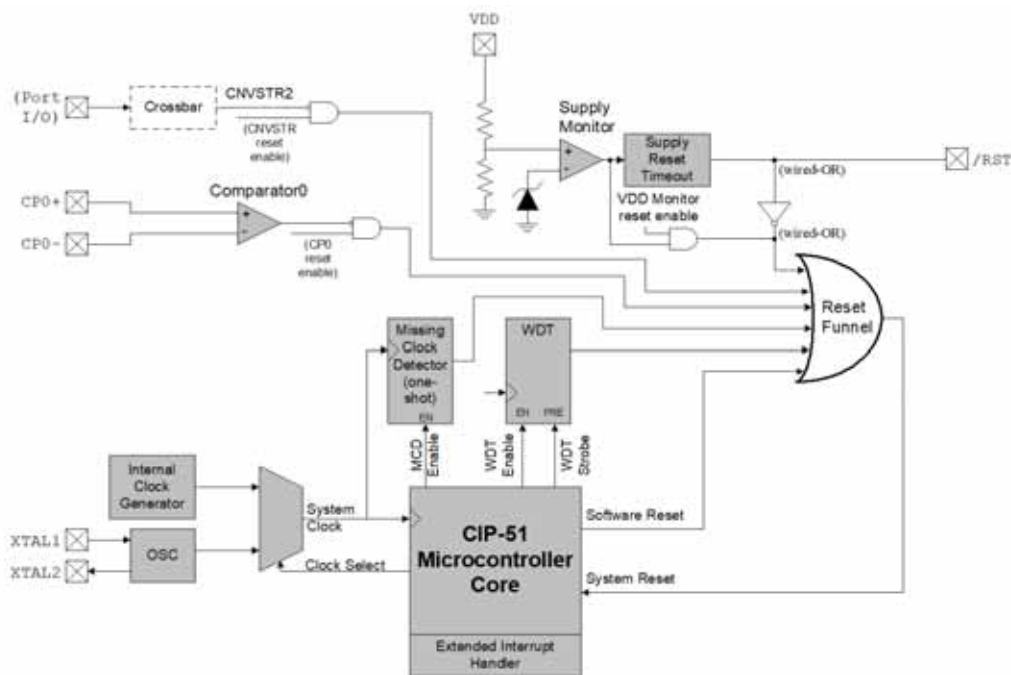 VDD
(Port
I/O)
Crossbar
CNVSTR2
(CNVSTR
reset
enable)
Supply
Monitor
+
-
Supply
Reset
Timeout
(wired-OR)
/RST
CP0+
CP0-
Comparator0
+
-
(CP0
reset
enable)
VDD Monitor
reset enable
(wired-OR)
Reset
Funnel
Missing
Clock
Detector
(one-
shot)
EN
WDT
EN
PRE
MCD
Enable
WDT
Enable
WDT
Strobe
Internal
Clock
Generator
System
Clock
XTAL1
XTAL2
OSC
Clock Select
CIP-51
Microcontroller
Core
Software Reset
System Reset
Extended Interrupt
Handler